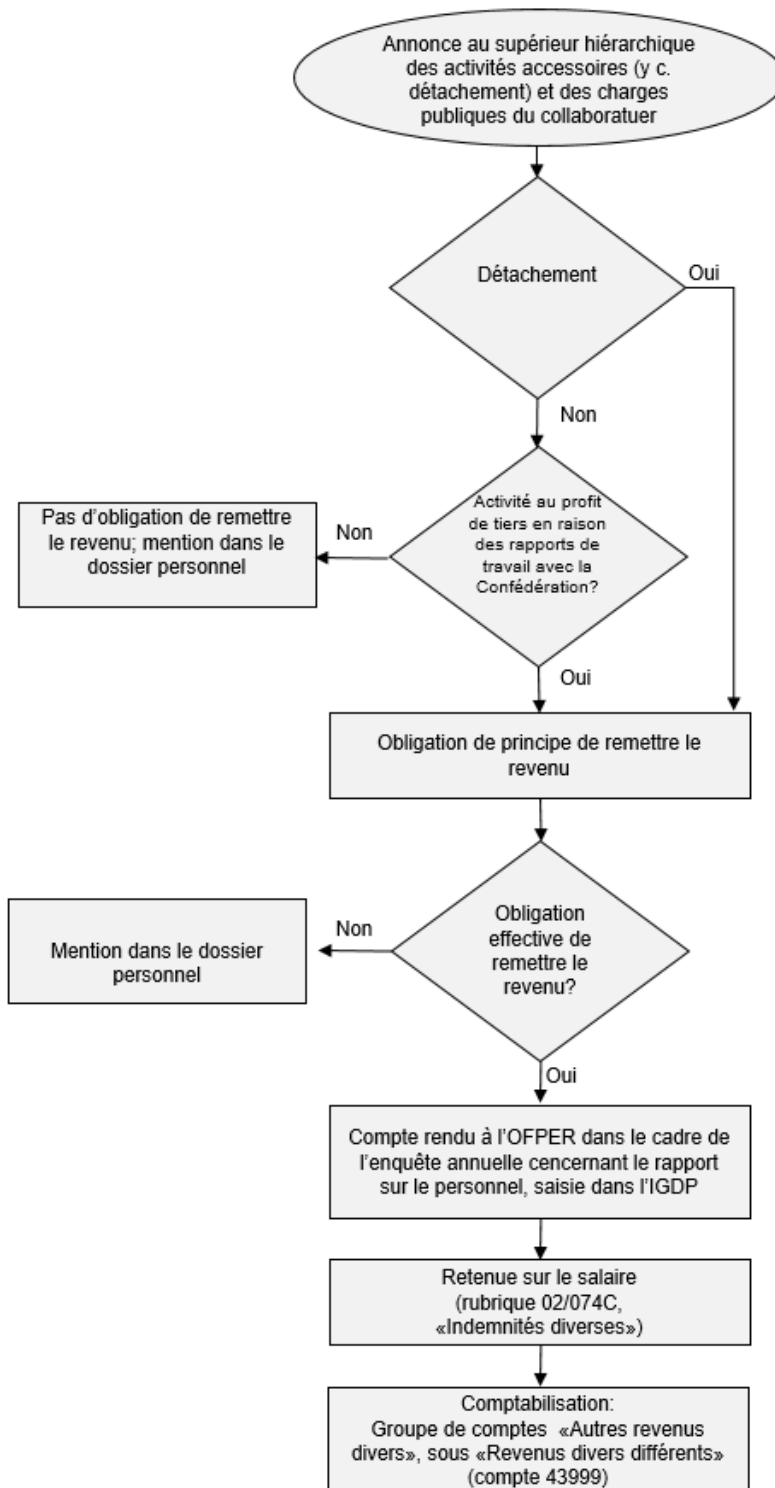 Annonce au supérieur hiérarchique
des activités accessoires (y c.
détachement) et des charges
publiques du collaboratuer
Détachement
Oui
Non
Activité au profit
de tiers en raison
des rapports de
travail avec la
Confédération?
Non
Pas d'obligation de remettre
le revenu; mention dans le
dossier personnel
Oui
Obligation de principe de remettre le
revenu
Obligation
effective de
remettre le
revenu?
Non
Mention dans le dossier
personnel
Oui
Compte rendu à l'OFPER dans le cadre de
l'enquête annuelle cencernant le rapport
sur le personnel, saisie dans l'IGDP
Retenue sur le salaire
(rubrique 02/074C,
«Indemnités diverses»)
Comptabilisation:
Groupe de comptes «Autres revenus
divers», sous «Revenus divers différents»
(compte 43999)